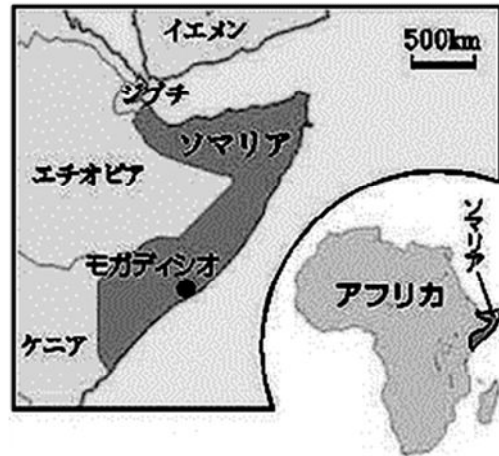 イエメン
500km
ジブチ
ソマリア
エチオピア
モガディシオ
ケニア
ソマリア
アフリカ